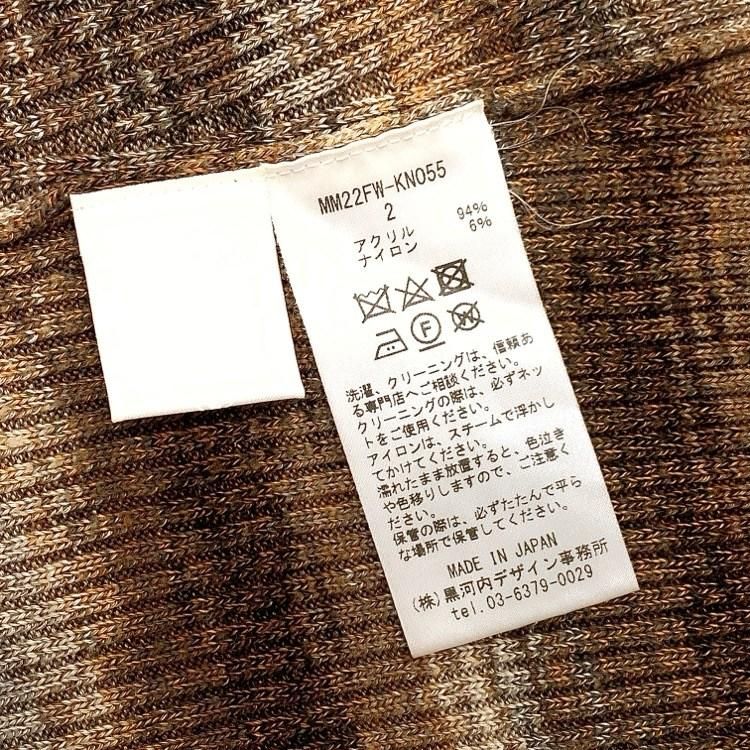 MM22FW-KN055
2
アクリル 94%
ナイロン 6%
F
W
洗濯、クリーニングは、信頼あ
る専門店へご相談ください。
クリーニングの際は、必ずネッ
トをご使用ください。
アイロンは、スチームで浮かし
てかけてください。
濡れたまま放置すると、色泣き
や色移りしますので、ご注意く
ださい。
保管の際は、必ずたたんで平ら
な場所で保管してください。
MADE IN JAPAN
(株)黒河内デザイン事務所
tel.03-6379-0029